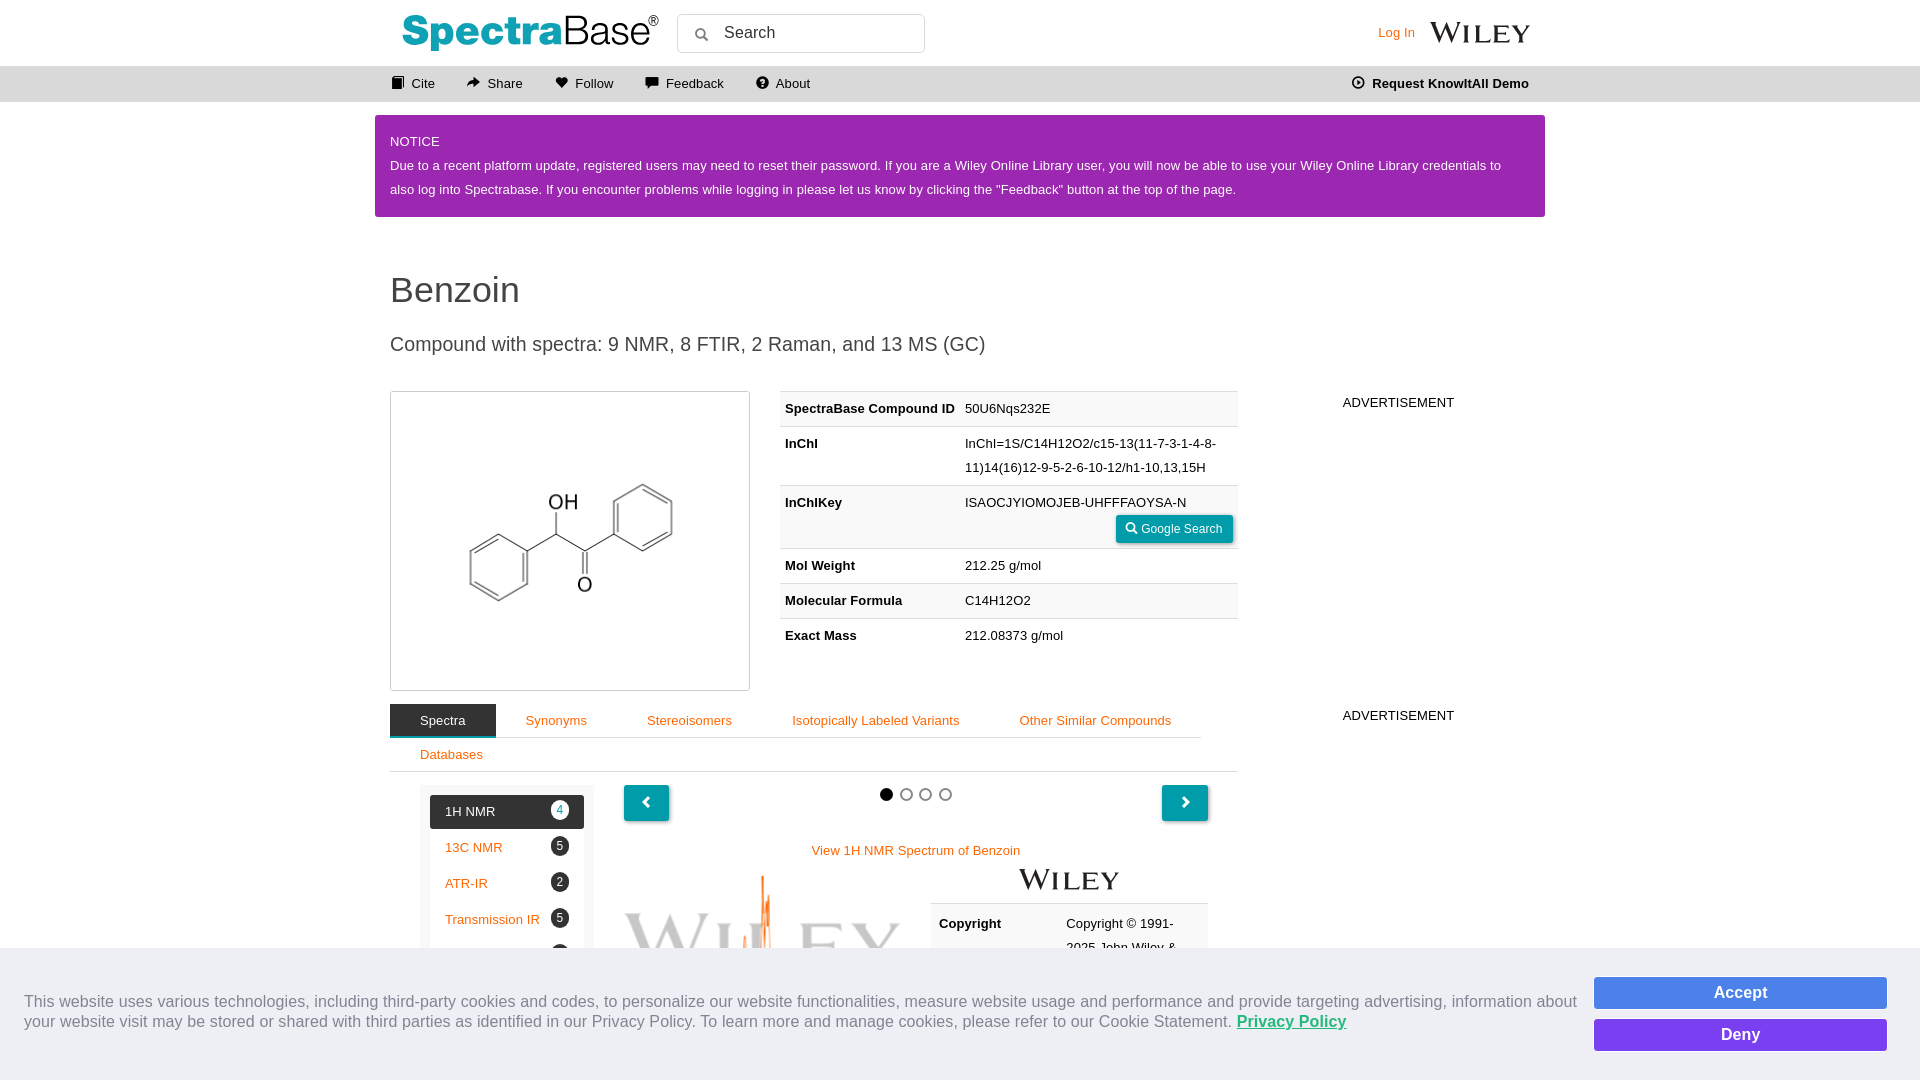 SpectraBase®
Search
Log In
WILEY
Cite
Share
Follow
Feedback
About
Request KnowItAll Demo
NOTICE
Due to a recent platform update, registered users may need to reset their password. If you are a Wiley Online Library user, you will now be able to use your Wiley Online Library credentials to
also log into Spectrabase. If you encounter problems while logging in please let us know by clicking the "Feedback" button at the top of the page.
Benzoin
Compound with spectra: 9 NMR, 8 FTIR, 2 Raman, and 13 MS (GC)
OH
O
SpectraBase Compound ID 50U6Nqs232E
InChI InChI=1S/C14H12O2/c15-13(11-7-3-1-4-8-
11)14(16)12-9-5-2-6-10-12/h1-10,13,15H
InChIKey ISAOCJYIOMOJEB-UHFFFAOYSA-N
Google Search
Mol Weight 212.25 g/mol
Molecular Formula C14H12O2
Exact Mass 212.08373 g/mol
ADVERTISEMENT
Spectra Synonyms Stereoisomers Isotopically Labeled Variants Other Similar Compounds
Databases
ADVERTISEMENT
1H NMR 4
13C NMR 5
ATR-IR 2
Transmission IR 5
View 1H NMR Spectrum of Benzoin
WILEY
WILEY
Copyright Copyright © 1991-
2025 John Wiley &
This website uses various technologies, including third-party cookies and codes, to personalize our website functionalities, measure website usage and performance and provide targeting advertising, information about
your website visit may be stored or shared with third parties as identified in our Privacy Policy. To learn more and manage cookies, please refer to our Cookie Statement. Privacy Policy
Accept
Deny